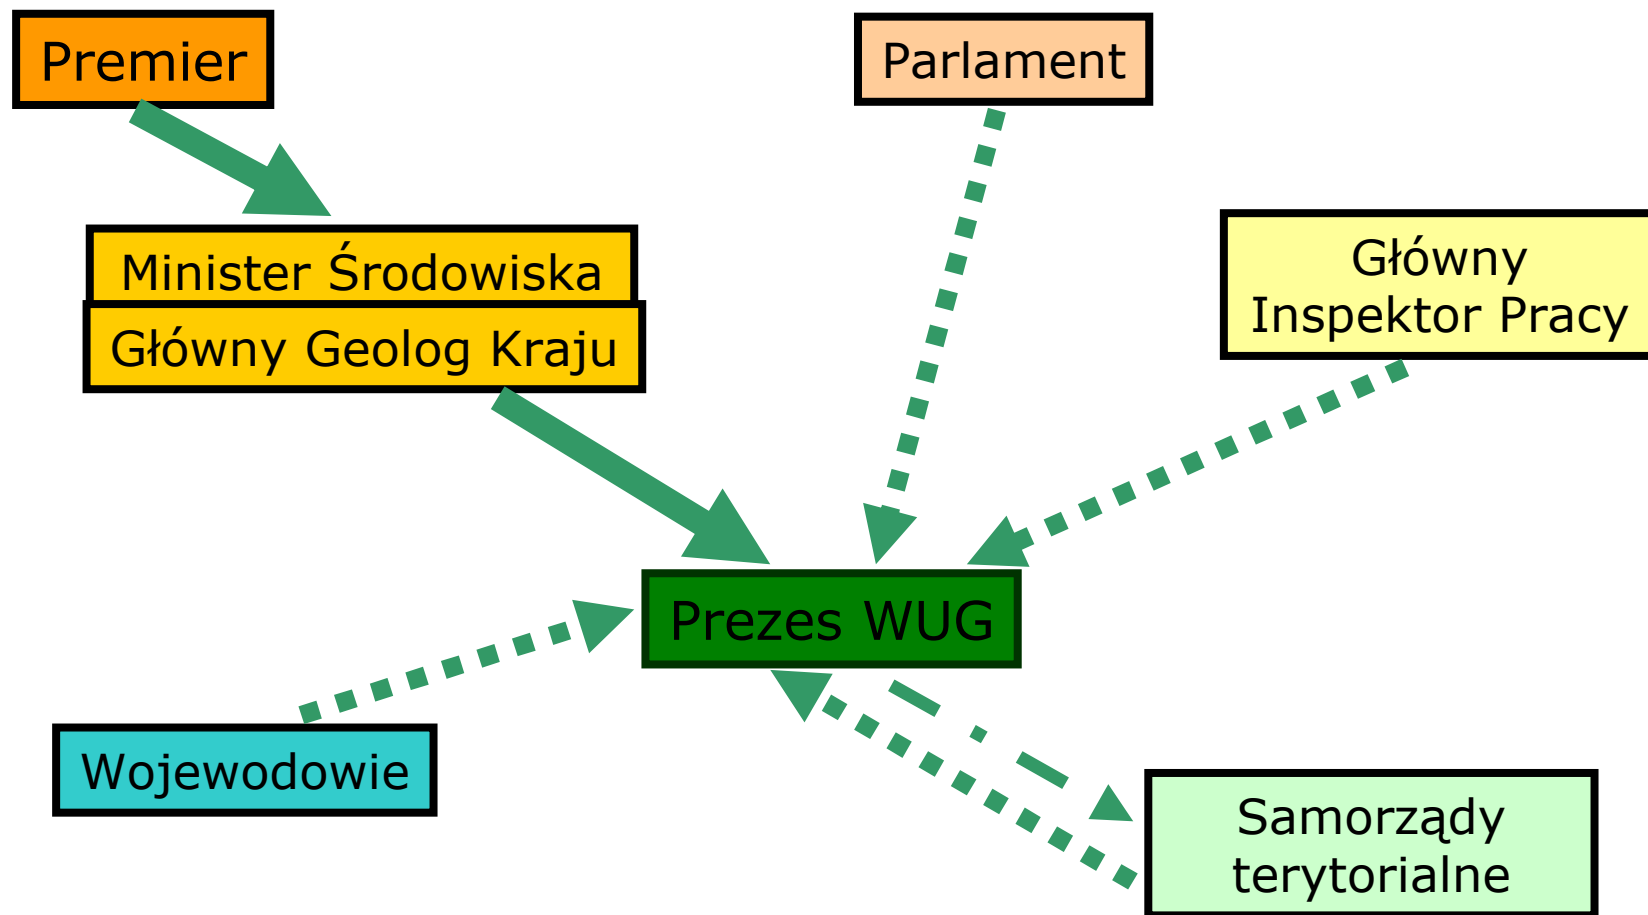 Premier
Parlament
Minister Środowiska
Główny Geolog Kraju
Główny
Inspektor Pracy
Prezes WUG
Wojewodowie
Samorządy
terytorialne